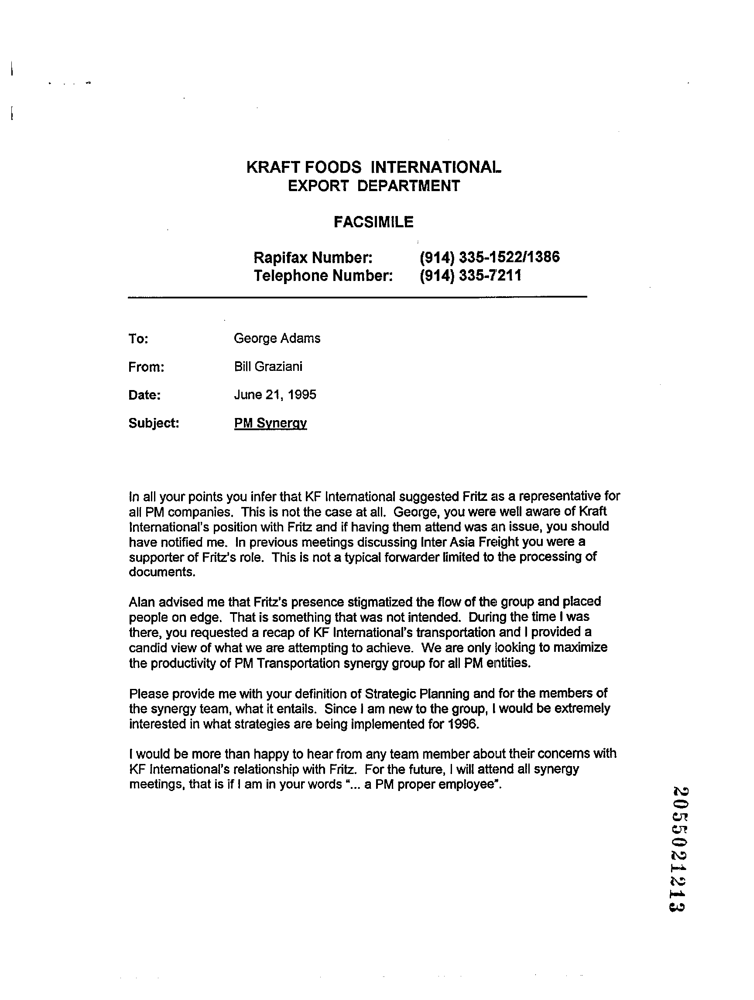 KRAFT FOODS INTERNATIONAL
EXPORT DEPARTMENT
FACSIMILE
Rapifax Number: (914) 335-1522/1386
Telephone Number: (914) 335-7211
To: George Adams
From: Bill Graziani
Date: June 21, 1995
Subject: PM Synergy
In all your points you infer that KF International suggested Fritz as a representative for
all PM companies. This is not the case at all. George, you were well aware of Kraft
International's position with Fritz and if having them attend was an issue, you should
have notified me. In previous meetings discussing Inter Asia Freight you were a
supporter of Fritz's role. This is not a typical forwarder limited to the processing of
documents.
Alan advised me that Fritz's presence stigmatized the flow of the group and placed
people on edge. That is something that was not intended. During the time I was
there, you requested a recap of KF International's transportation and I provided a
candid view of what we are attempting to achieve. We are only looking to maximize
the productivity of PM Transportation synergy group for all PM entities.
Please provide me with your definition of Strategic Planning and for the members of
the synergy team, what it entails. Since I am new to the group, I would be extremely
interested in what strategies are being implemented for 1996.
I would be more than happy to hear from any team member about their concerns with
KF International's relationship with Fritz. For the future, I will attend all synergy
meetings, that is if I am in your words "... a PM proper employee".
2055021213